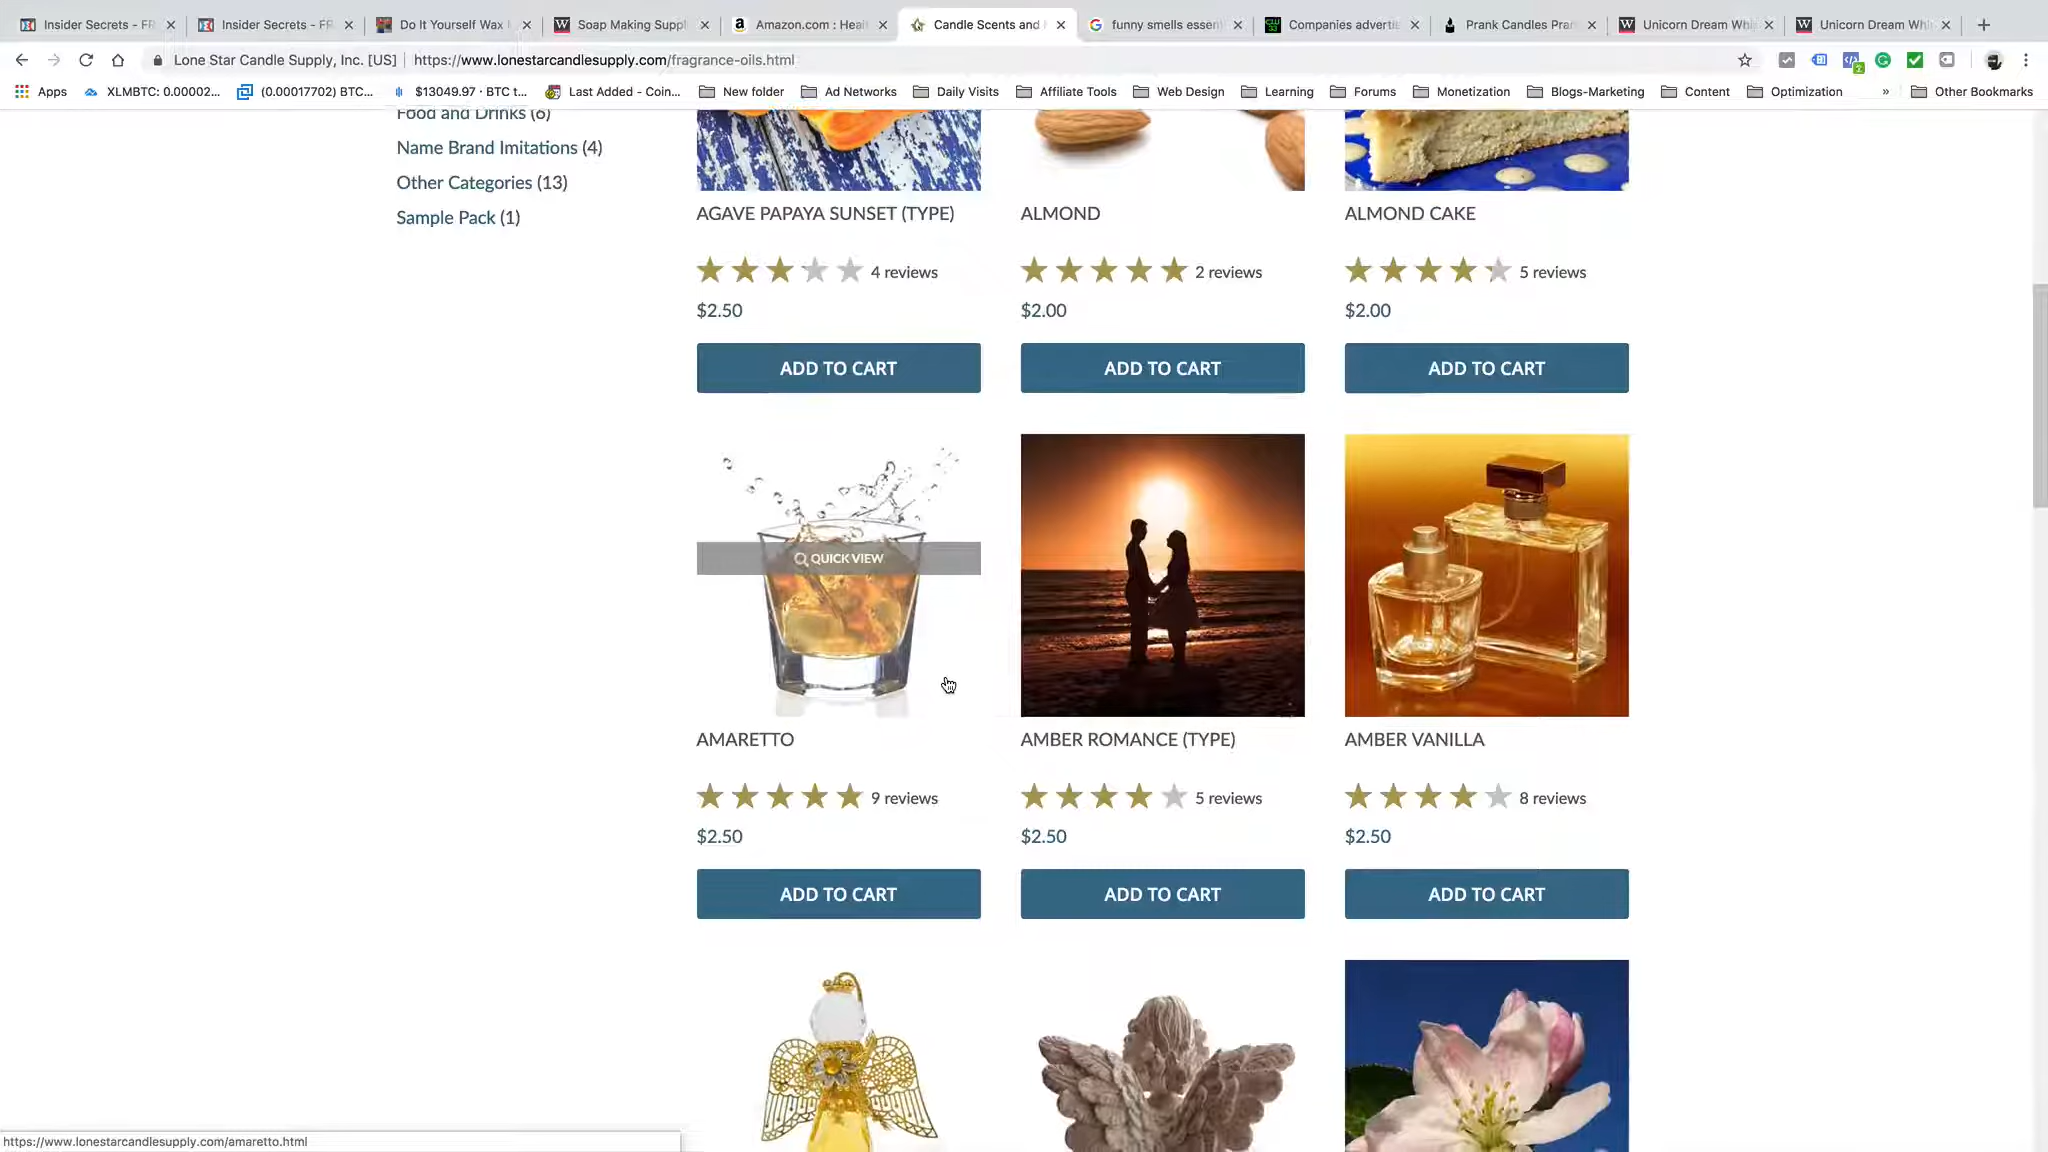 Insider Secrets - FR
Insider Secrets - FR
Do It Yourself Wax
Soap Making Suppl
Amazon.com : Heal
Candle Scents and
funny smells essen
Companies adverti
Prank Candles Pran
Unicorn Dream Whi
Unicorn Dream Whi
Lone Star Candle Supply, Inc. [US] | https://www.lonestarcandlesupply.com/fragrance-oils.html
Apps XLMBTC: 0.00002... (0.00017702) BTC... $13049.97 · BTC t... Last Added - Coin... New folder Ad Networks Daily Visits Affiliate Tools Web Design Learning Forums Monetization Blogs-Marketing Content Optimization » Other Bookmarks
Food and Drinks (6)
Name Brand Imitations (4)
Other Categories (13)
Sample Pack (1)
AGAVE PAPAYA SUNSET (TYPE) ALMOND ALMOND CAKE
4 reviews 2 reviews 5 reviews
$2.50 $2.00 $2.00
ADD TO CART ADD TO CART ADD TO CART
QUICK VIEW
AMARETTO AMBER ROMANCE (TYPE) AMBER VANILLA
9 reviews 5 reviews 8 reviews
$2.50 $2.50 $2.50
ADD TO CART ADD TO CART ADD TO CART
https://www.lonestarcandlesupply.com/amaretto.html